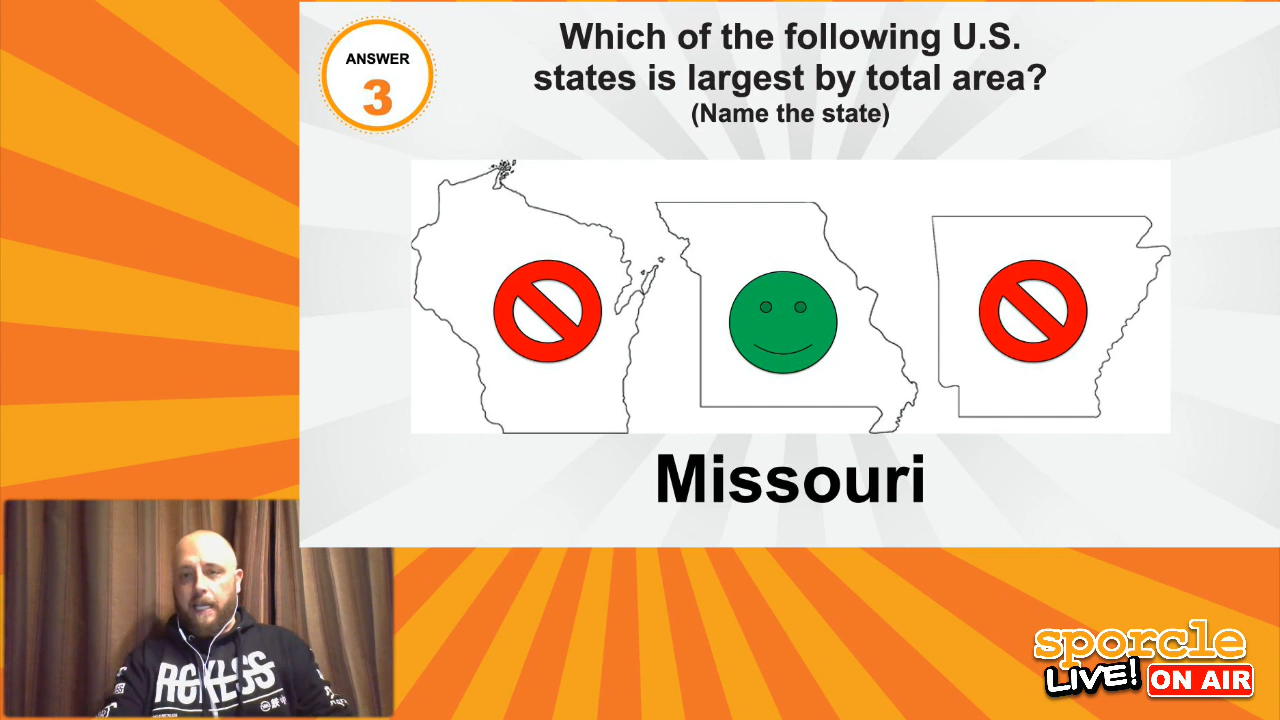 ANSWER
3
Which of the following U.S.
states is largest by total area?
(Name the state)
Missouri
RCKLSS
sporcle
LIVE!
ON AIR